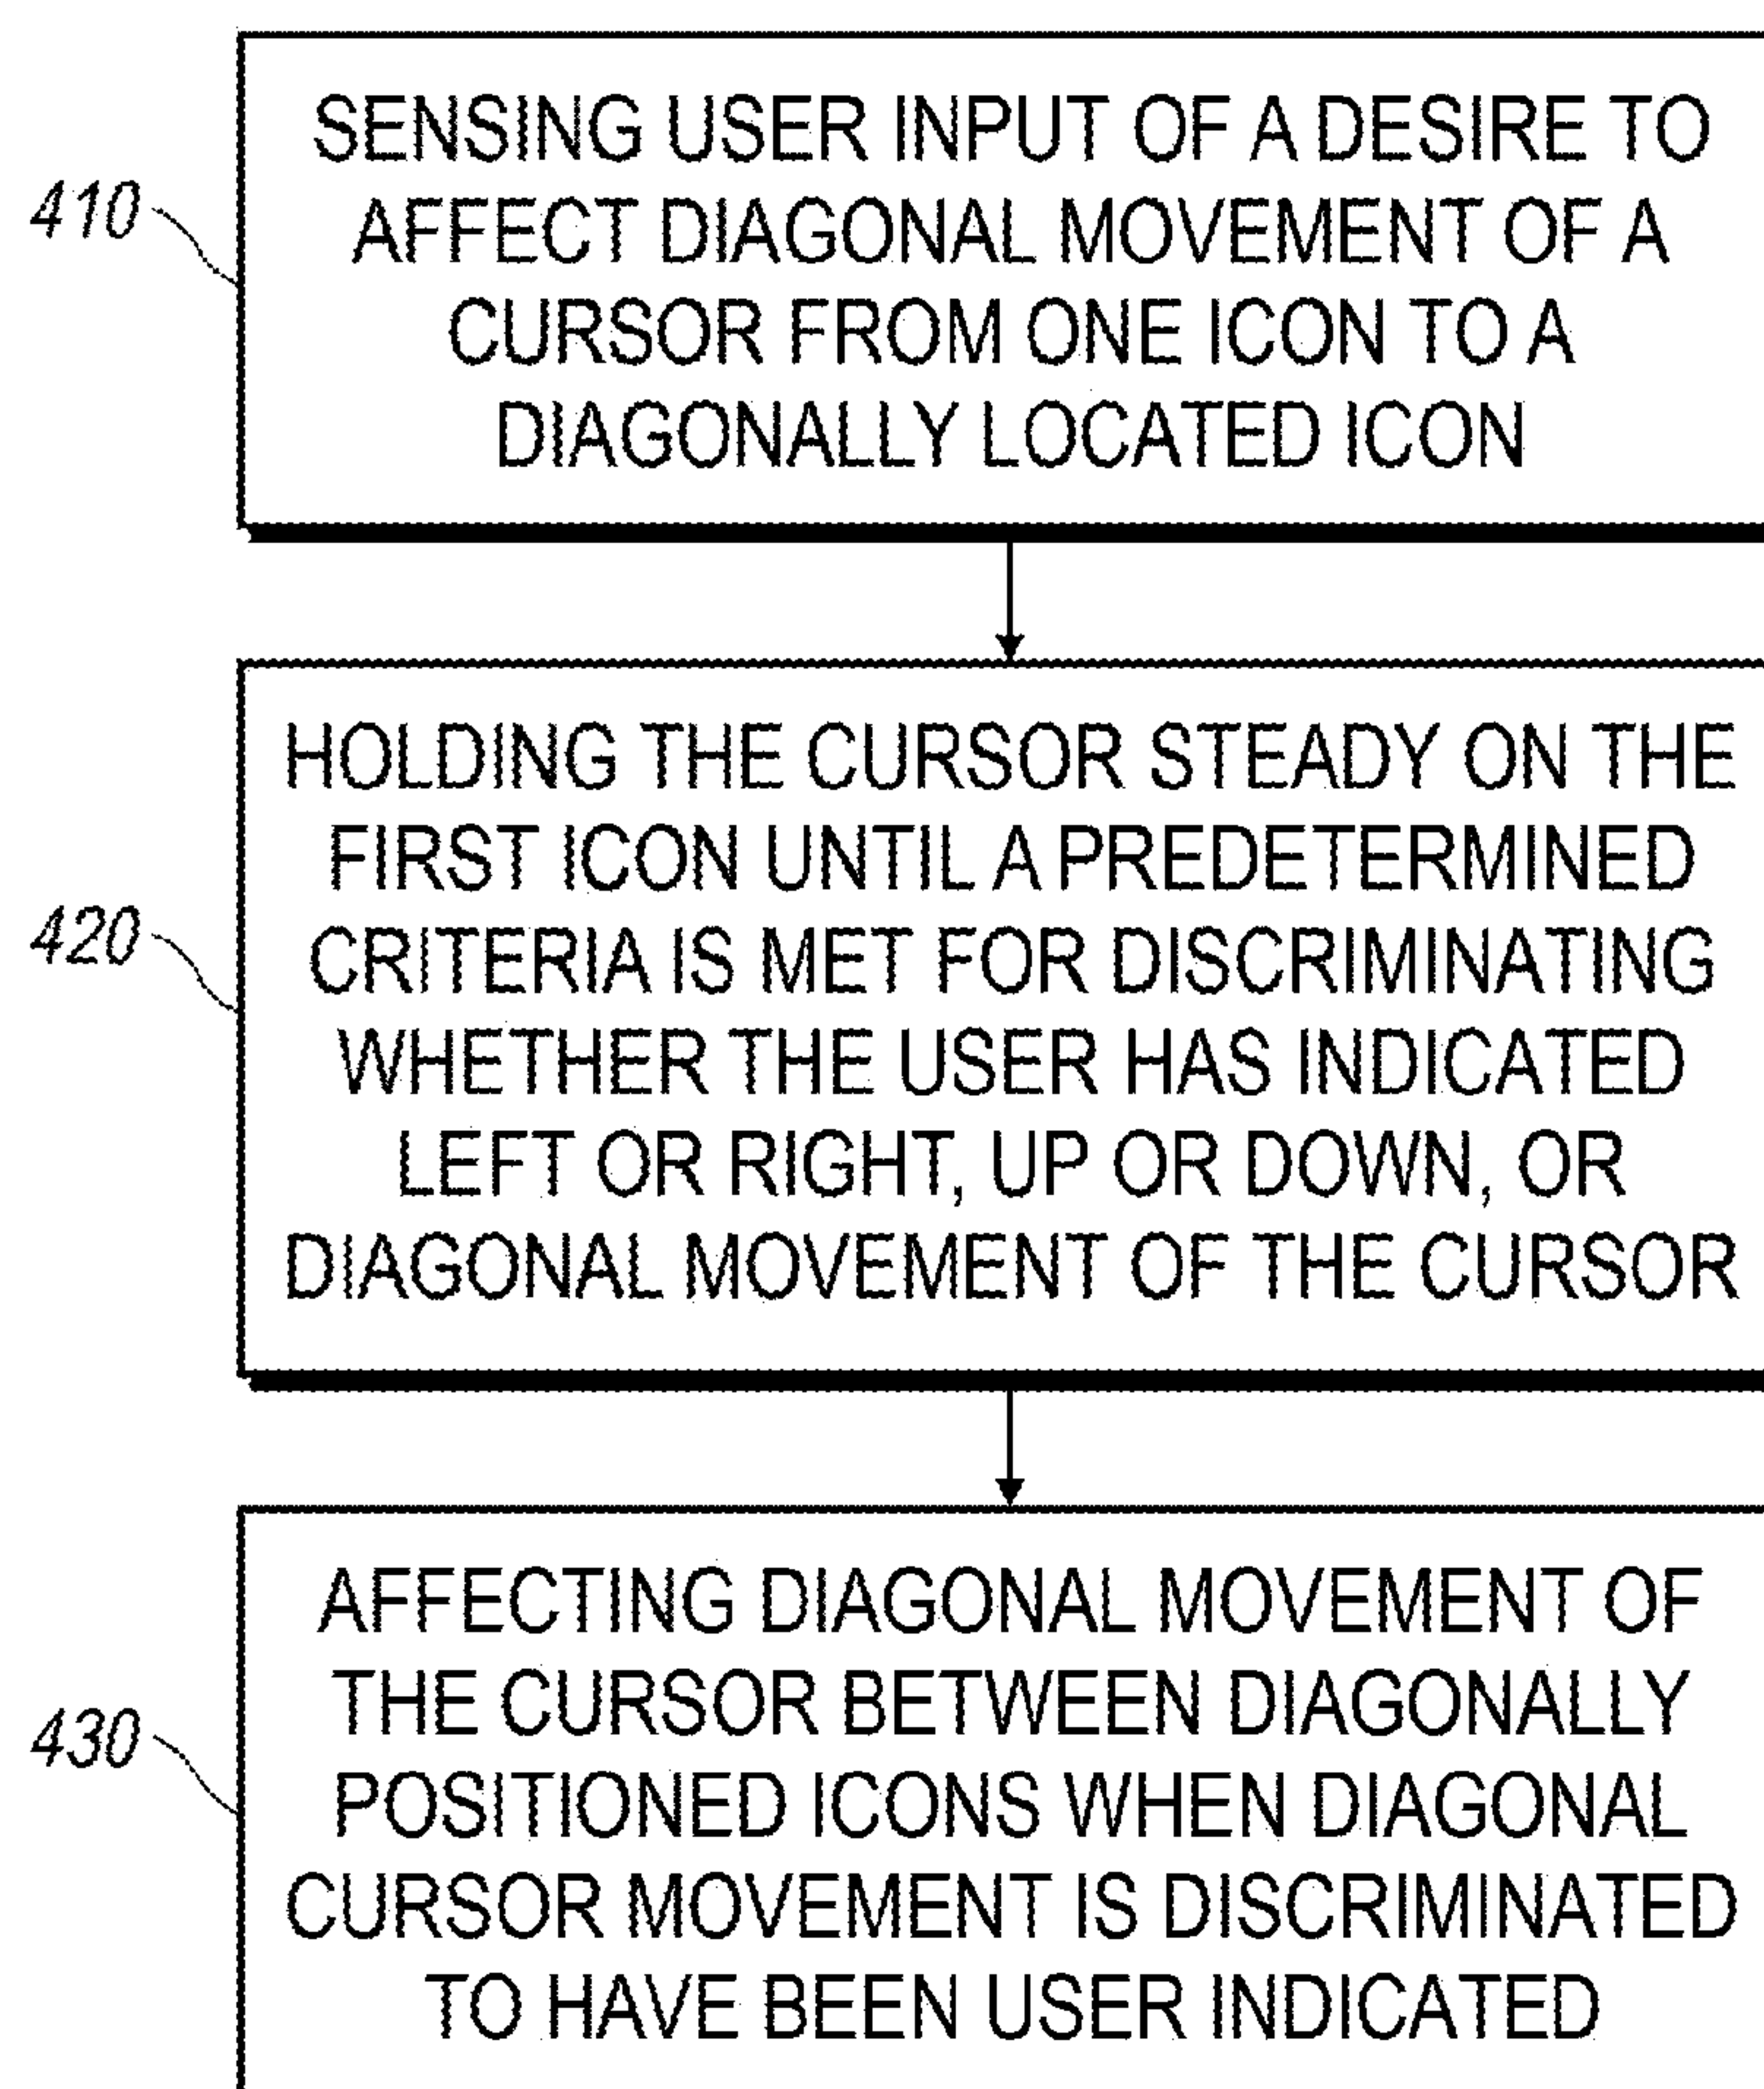 410
SENSING USER INPUT OF A DESIRE TO
AFFECT DIAGONAL MOVEMENT OF A
CURSOR FROM ONE ICON TO A
DIAGONALLY LOCATED ICON
420
HOLDING THE CURSOR STEADY ON THE
FIRST ICON UNTIL A PREDETERMINED
CRITERIA IS MET FOR DISCRIMINATING
WHETHER THE USER HAS INDICATED
LEFT OR RIGHT, UP OR DOWN, OR
DIAGONAL MOVEMENT OF THE CURSOR
430
AFFECTING DIAGONAL MOVEMENT OF
THE CURSOR BETWEEN DIAGONALLY
POSITIONED ICONS WHEN DIAGONAL
CURSOR MOVEMENT IS DISCRIMINATED
TO HAVE BEEN USER INDICATED